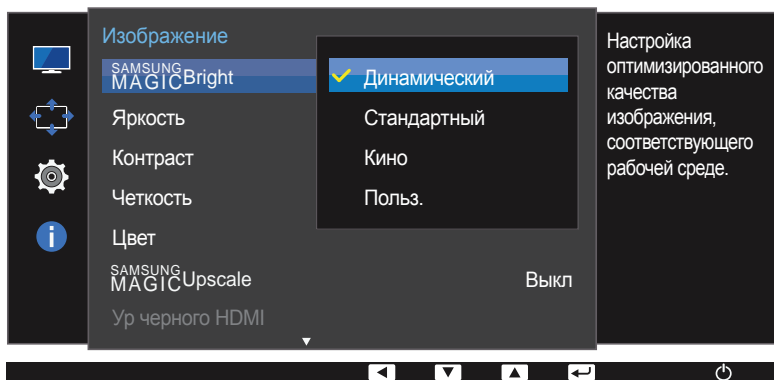 Изображение
SAMSUNG
MAGICBright
Динамический
Яркость
Стандартный
Контраст
Кино
Четкость
Польз.
Цвет
SAMSUNG
MAGICUpscale
Выкл
Ур черного HDMI
Настройка
оптимизированного
качества
изображения,
соответствующего
рабочей среде.